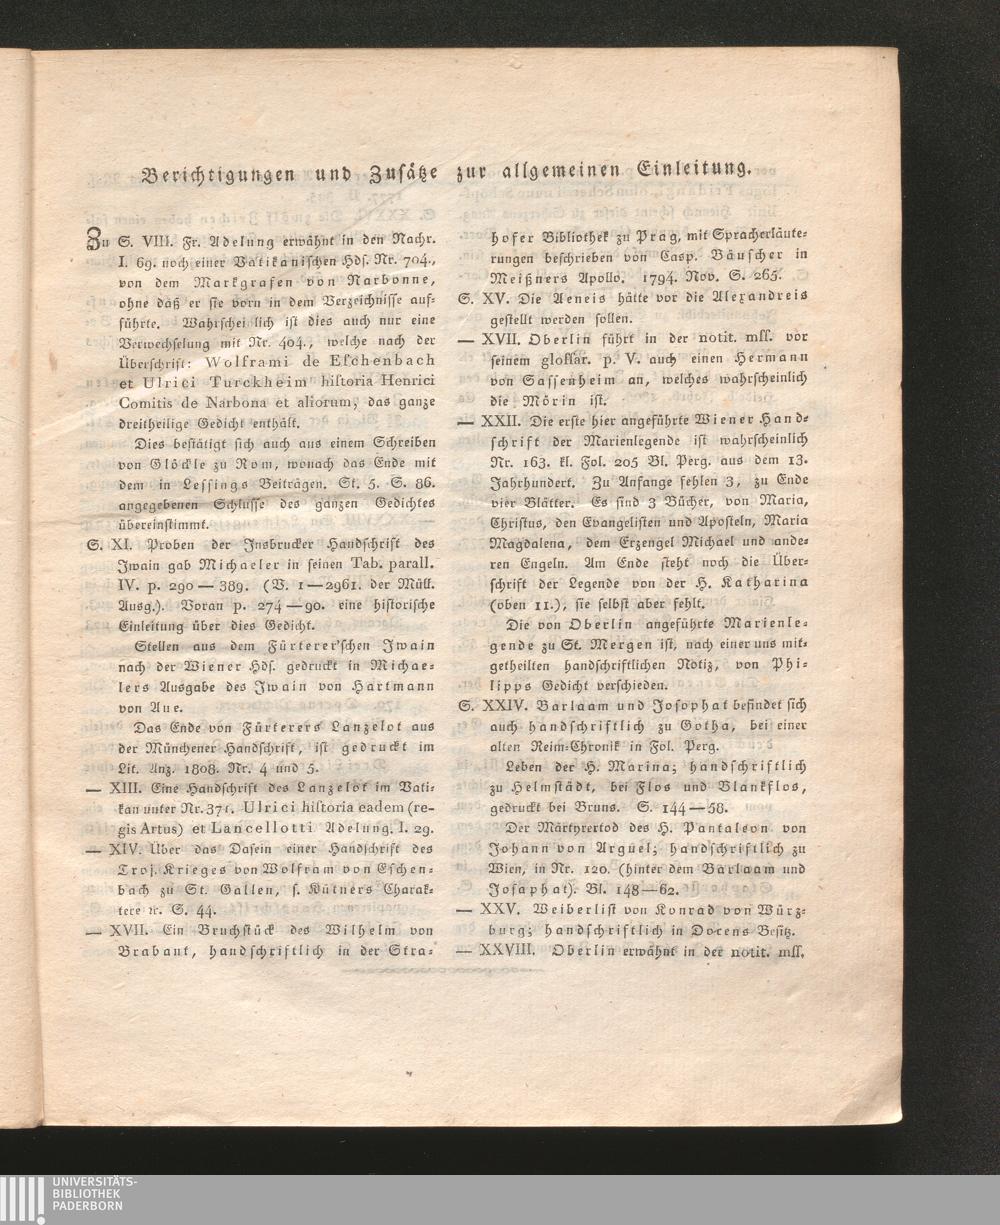 Berichtigungen und Zusätze zur allgemeinen Einleitung.
Zu S. VIII. Fr. Adelung erwähnt in den Nachr.
I. 69. noch einer Vatikanischen Hds. Nr. 704.,
von dem Markgrafen von Narbonne,
ohne daß er sie vorn in dem Verzeichnisse auf-
führte. Wahrschei lich ist dies auch nur eine
Verwechselung mit Nr. 404., welche nach der
Überschrift: Wolframi de Eschenbach
et Ulrici Turckheim historia Henrici
Comitis de Narbona et aliorum, das ganze
dreitheilige Gedicht enthält.
Dies bestätigt sich auch aus einem Schreiben
von Glöckle zu Rom, wonach das Ende mit
dem in Lessings Beiträgen. St. 5. S. 86.
angegebenen Schlusse des ganzen Gedichtes
übereinstimmt.
S. XI. Proben der Insbrucker Handschrift des
Iwain gab Michaeler in seinen Tab. parall.
IV. p. 290 — 389. (V. 1 — 2961. der Müll.
Ausg.). Voran p. 274 — 90. eine historische
Einleitung über dies Gedicht.
Stellen aus dem Fürterer'schen Iwain
nach der Wiener Hds. gedruckt in Michae-
lers Ausgabe des Iwain von Hartmann
von Aue.
Das Ende von Fürterers Lanzelot aus
der Münchener Handschrift, ist gedruckt im
Lit. Anz. 1808. Nr. 4 und 5.
— XIII. Eine Handschrift des Lanzelot im Vati-
kan unter Nr. 371. Ulrici historia eadem (re-
gis Artus) et Lancellotti Adelung. I. 29.
— XIV. Über das Dasein einer Handschrift des
Troj. Krieges von Wolfram von Eschen-
bach zu St. Gallen, s. Kütners Charak-
tere ꝛc. S. 44.
— XVII. Ein Bruchstück des Wilhelm von
Brabant, handschriftlich in der Stra-
hofer Bibliothek zu Prag, mit Spracherläute-
rungen beschrieben von Casp. Bäuscher in
Meißners Apollo. 1794. Nov. S. 265.
S. XV. Die Aeneis hätte vor die Alexandreis
gestellt werden sollen.
— XVII. Oberlin führt in der notit. mss. vor
seinem glossar. p. V. auch einen Hermann
von Sassenheim an, welches wahrscheinlich
die Mörin ist.
— XXII. Die erste hier angeführte Wiener Hand-
schrift der Marienlegende ist wahrscheinlich
Nr. 163. kl. Fol. 205 Bl. Perg. aus dem 13.
Jahrhundert. Zu Anfange fehlen 3, zu Ende
vier Blätter. Es sind 3 Bücher, von Maria,
Christus, den Evangelisten und Aposteln, Maria
Magdalena, dem Erzengel Michael und ande-
ren Engeln. Am Ende steht noch die Über-
schrift der Legende von der H. Katharina
(oben 11.), sie selbst aber fehlt.
Die von Oberlin angeführte Marienle-
gende zu St. Mergen ist, nach einer uns mit-
getheilten handschriftlichen Notiz, von Phi-
lipps Gedicht verschieden.
S. XXIV. Barlaam und Josophat befindet sich
auch handschriftlich zu Gotha, bei einer
alten Reim-Chronik in Fol. Perg.
Leben der H. Marina; handschriftlich
zu Helmstädt, bei Flos und Blankflos,
gedruckt bei Bruns. S. 144 — 58.
Der Märtyrertod des H. Pantaleon von
Johann von Arguel; handschriftlich zu
Wien, in Nr. 120. (hinter dem Barlaam und
Josaphat). Bl. 148 — 62.
— XXV. Weiberlist von Konrad von Würz-
burg; handschriftlich in Docens Besitz.
— XXVIII. Oberlin erwähnt in der notit. mss.
UNIVERSITÄTS-
BIBLIOTHEK
PADERBORN